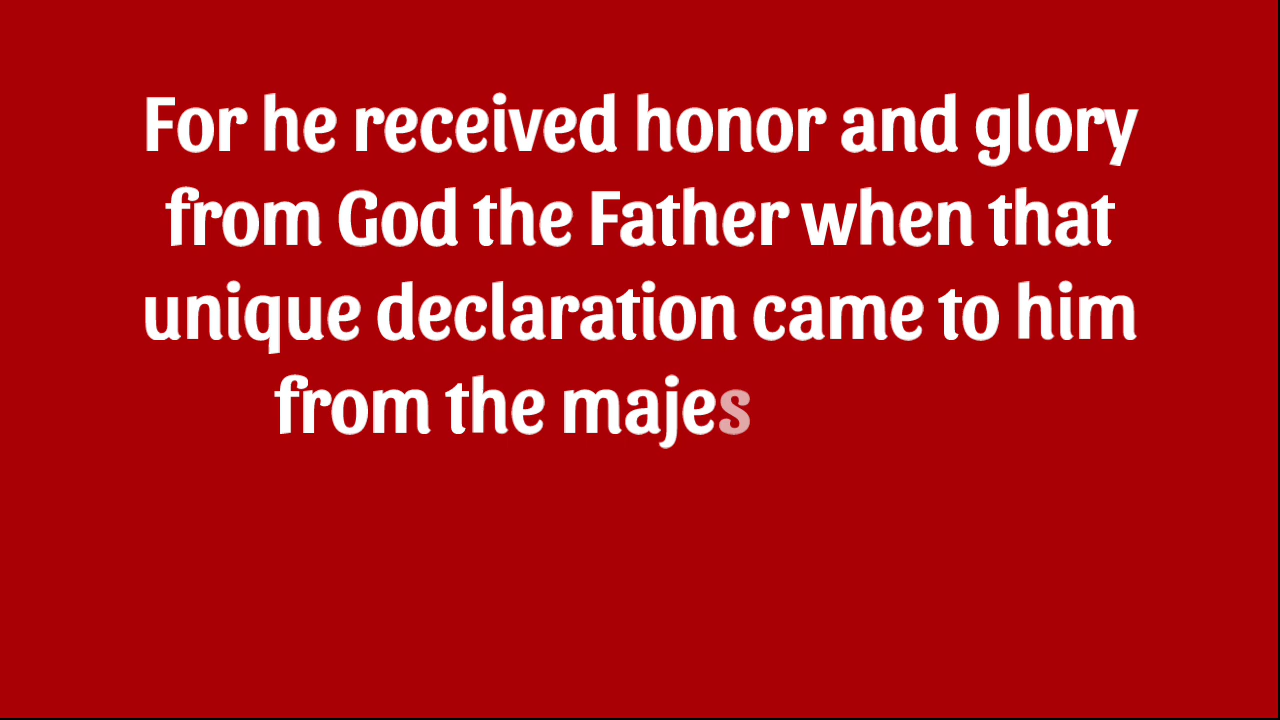 For he received honor and glory
from God the Father when that
unique declaration came to him
from the majes